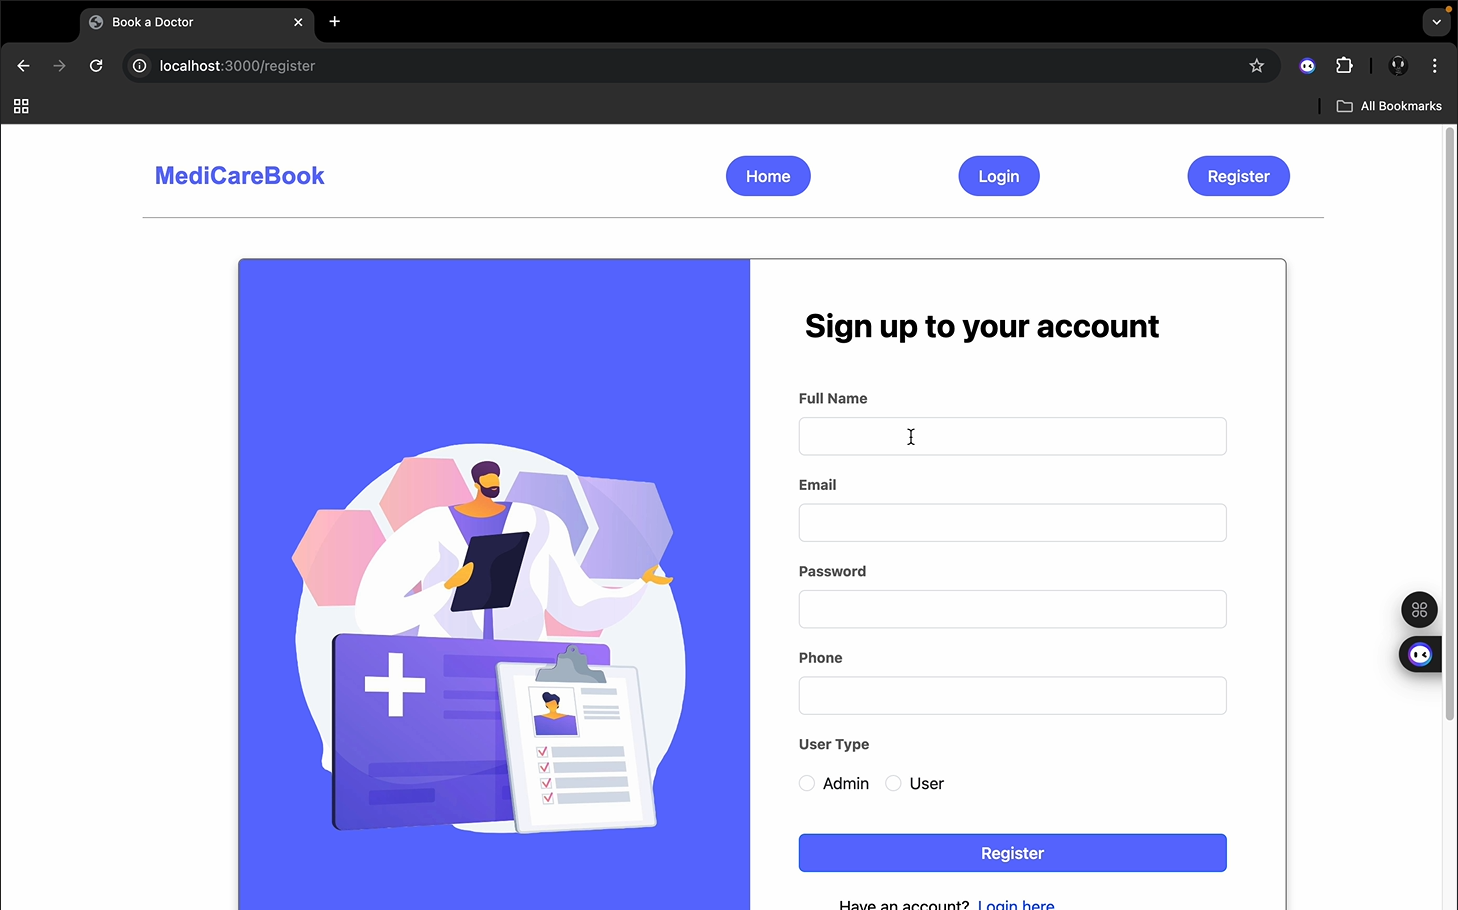 Book a Doctor
localhost:3000/register
All Bookmarks
MediCareBook
Home
Login
Register
Sign up to your account
Full Name
Email
Password
Phone
User Type
Admin
User
Register
Have an account? Login here